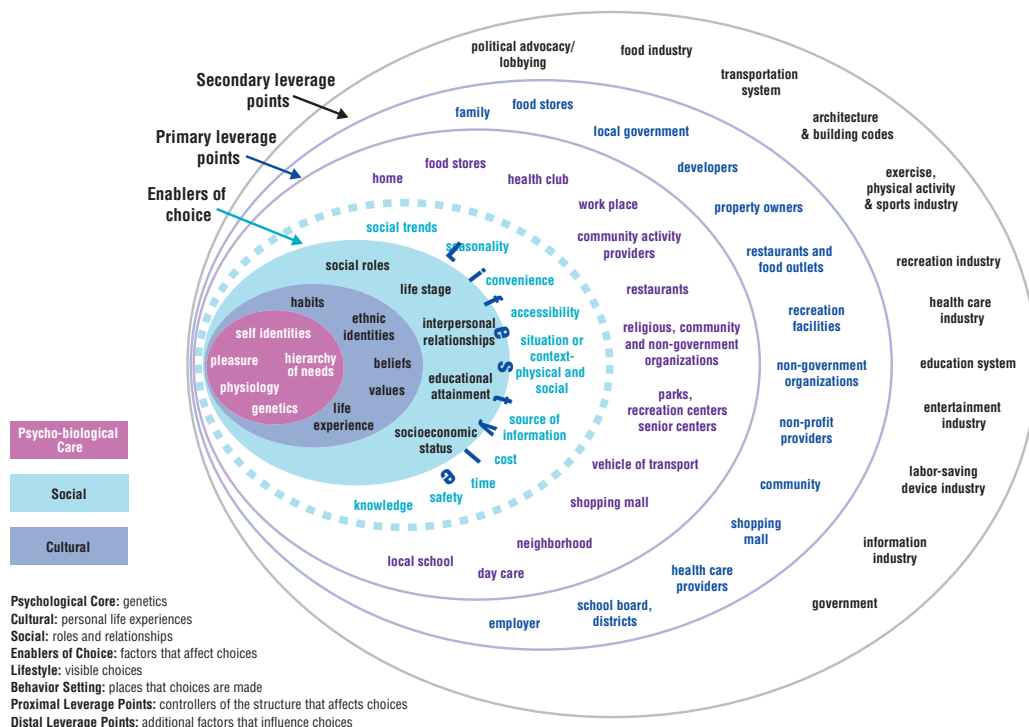 political advocacy/
lobbying
food industry
transportation
system
architecture
& building codes
exercise,
physical activity
& sports industry
recreation industry
health care
industry
education system
entertainment
industry
labor-saving
device industry
information
industry
government
Secondary leverage
points
Primary leverage
points
Enablers of
choice
family
food stores
local government
developers
property owners
restaurants and
food outlets
recreation
facilities
non-government
organizations
non-profit
providers
community
shopping
mall
health care
providers
school board,
districts
employer
home
food stores
health club
work place
community activity
providers
restaurants
religious, community
and non-government
organizations
parks,
recreation centers
senior centers
vehicle of transport
shopping mall
neighborhood
day care
local school
social trends
seasonality
convenience
accessibility
situation or
context-
physical and
social
source of
information
cost
time
safety
knowledge
Lifestyle
social roles
life stage
interpersonal
relationships
educational
attainment
socioeconomic
status
habits
ethnic
identities
beliefs
values
life
experience
self identities
pleasure
hierarchy
of needs
physiology
genetics
Psycho-biological
Care
Social
Cultural
Psychological Core: genetics
Cultural: personal life experiences
Social: roles and relationships
Enablers of Choice: factors that affect choices
Lifestyle: visible choices
Behavior Setting: places that choices are made
Proximal Leverage Points: controllers of the structure that affects choices
Distal Leverage Points: additional factors that influence choices